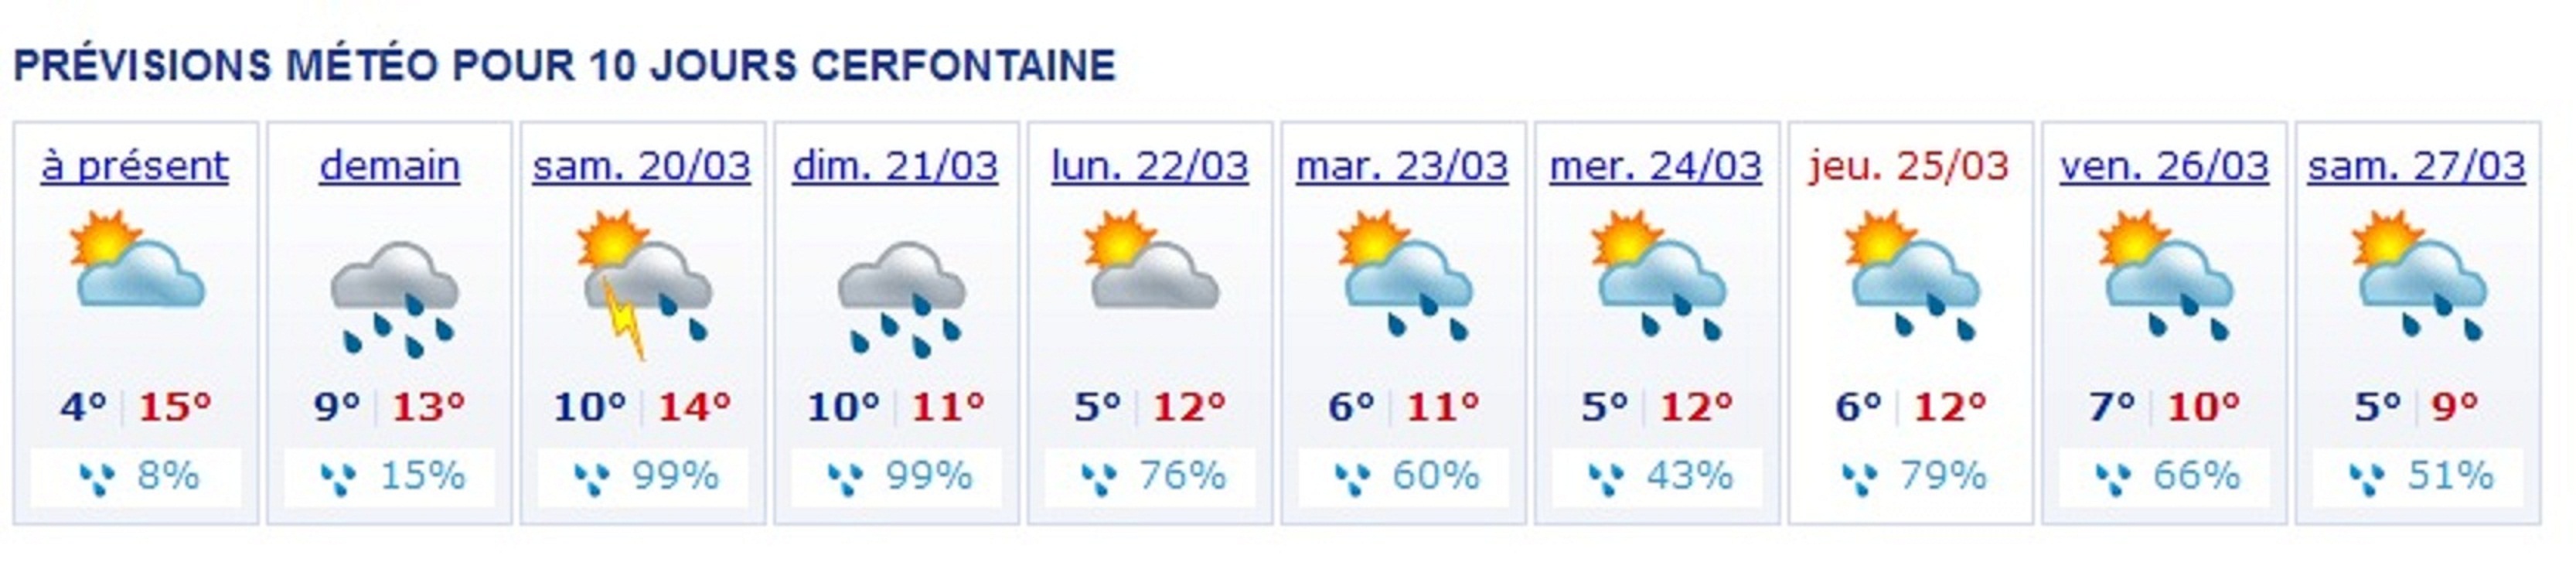 PRÉVISIONS MÉTÉO POUR 10 JOURS CERFONTAINE
à présent demain sam. 20/03 dim. 21/03 lun. 22/03 mar. 23/03 mer. 24/03 jeu. 25/03 ven. 26/03 sam. 27/03
4° 15° 9° 13° 10° 14° 10° 11° 5° 12° 6° 11° 5° 12° 6° 12° 7° 10° 5° 9°
8% 15% 99% 99% 76% 60% 43% 79% 66% 51%